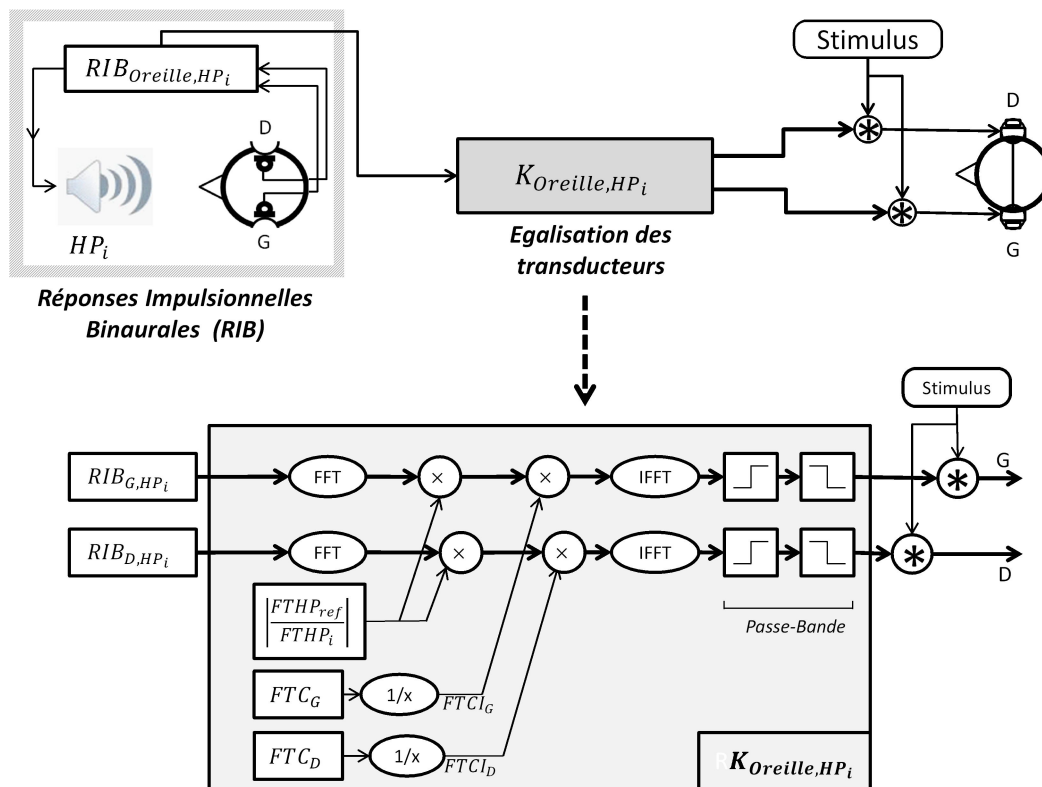 Stimulus
RIB_{Oreille,HP_i}
D
D
K_{Oreille,HP_i}
G
HP_i
Egalisation des
transducteurs
G
Réponses Impulsionnelles
Binaurales (RIB)
Stimulus
RIB_{G,HP_i}
FFT
×
×
IFFT
*
G
RIB_{D,HP_i}
FFT
×
×
IFFT
*
D
|FTHP_{ref}
FTHP_i|
Passe-Bande
FTC_G
1/x
FTCI_G
FTC_D
1/x
FTCI_D
RK_{Oreille,HP_i}